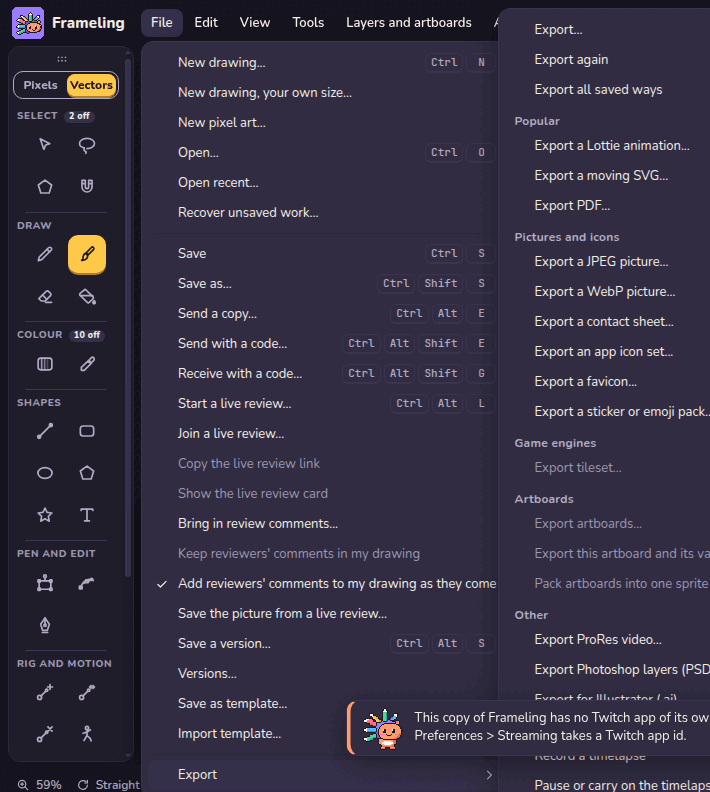 Frameling
File Edit View Tools Layers and artboards
Pixels Vectors
SELECT 2 off
DRAW
COLOUR 10 off
SHAPES
PEN AND EDIT
RIG AND MOTION
59% Straight
New drawing... Ctrl N
New drawing, your own size...
New pixel art...
Open... Ctrl O
Open recent...
Recover unsaved work...
Save Ctrl S
Save as... Ctrl Shift S
Send a copy... Ctrl Alt E
Send with a code... Ctrl Alt Shift E
Receive with a code... Ctrl Alt Shift G
Start a live review... Ctrl Alt L
Join a live review...
Copy the live review link
Show the live review card
Bring in review comments...
Keep reviewers' comments in my drawing
Add reviewers' comments to my drawing as they come
Save the picture from a live review...
Save a version... Ctrl Alt S
Versions...
Save as template...
Import template...
Export
Export...
Export again
Export all saved ways
Popular
Export a Lottie animation...
Export a moving SVG...
Export PDF...
Pictures and icons
Export a JPEG picture...
Export a WebP picture...
Export a contact sheet...
Export an app icon set...
Export a favicon...
Export a sticker or emoji pack...
Game engines
Export tileset...
Artboards
Export artboards...
Export this artboard and its va
Pack artboards into one sprite
Other
Export ProRes video...
Export Photoshop layers (PSD
Export for Illustrator (.ai)
This copy of Frameling has no Twitch app of its ow
Preferences > Streaming takes a Twitch app id.
Record a timelapse
Pause or carry on the timelaps